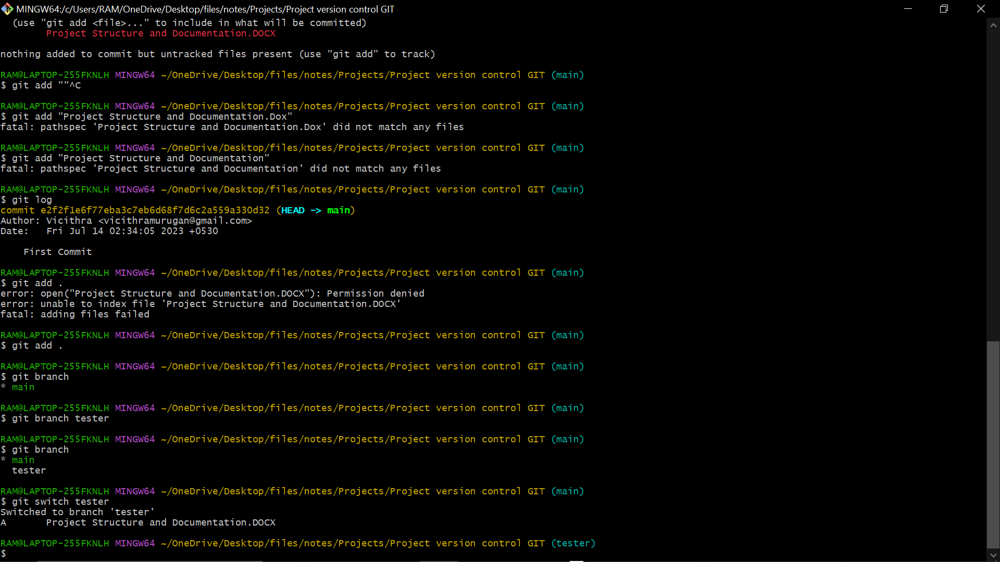 MINGW64:/c/Users/RAM/OneDrive/Desktop/files/notes/Projects/Project version control GIT
(use "git add <file>..." to include in what will be committed)
Project Structure and Documentation.DOCX
nothing added to commit but untracked files present (use "git add" to track)
RAM@LAPTOP-255FKNLH MINGW64 ~/OneDrive/Desktop/files/notes/Projects/Project version control GIT (main)
$ git add ""^C
RAM@LAPTOP-255FKNLH MINGW64 ~/OneDrive/Desktop/files/notes/Projects/Project version control GIT (main)
$ git add "Project Structure and Documentation.Dox"
fatal: pathspec 'Project Structure and Documentation.Dox' did not match any files
RAM@LAPTOP-255FKNLH MINGW64 ~/OneDrive/Desktop/files/notes/Projects/Project version control GIT (main)
$ git add "Project Structure and Documentation"
fatal: pathspec 'Project Structure and Documentation' did not match any files
RAM@LAPTOP-255FKNLH MINGW64 ~/OneDrive/Desktop/files/notes/Projects/Project version control GIT (main)
$ git log
commit e2f2f1e6f77eba3c7eb6d68f7d6c2a559a330d32 (HEAD -> main)
Author: Vicithra <vicithramurugan@gmail.com>
Date:   Fri Jul 14 02:34:05 2023 +0530
First Commit
RAM@LAPTOP-255FKNLH MINGW64 ~/OneDrive/Desktop/files/notes/Projects/Project version control GIT (main)
$ git add .
error: open("Project Structure and Documentation.DOCX"): Permission denied
error: unable to index file 'Project Structure and Documentation.DOCX'
fatal: adding files failed
RAM@LAPTOP-255FKNLH MINGW64 ~/OneDrive/Desktop/files/notes/Projects/Project version control GIT (main)
$ git add .
RAM@LAPTOP-255FKNLH MINGW64 ~/OneDrive/Desktop/files/notes/Projects/Project version control GIT (main)
$ git branch
* main
RAM@LAPTOP-255FKNLH MINGW64 ~/OneDrive/Desktop/files/notes/Projects/Project version control GIT (main)
$ git branch tester
RAM@LAPTOP-255FKNLH MINGW64 ~/OneDrive/Desktop/files/notes/Projects/Project version control GIT (main)
$ git branch
* main
tester
RAM@LAPTOP-255FKNLH MINGW64 ~/OneDrive/Desktop/files/notes/Projects/Project version control GIT (main)
$ git switch tester
Switched to branch 'tester'
A       Project Structure and Documentation.DOCX
RAM@LAPTOP-255FKNLH MINGW64 ~/OneDrive/Desktop/files/notes/Projects/Project version control GIT (tester)
$